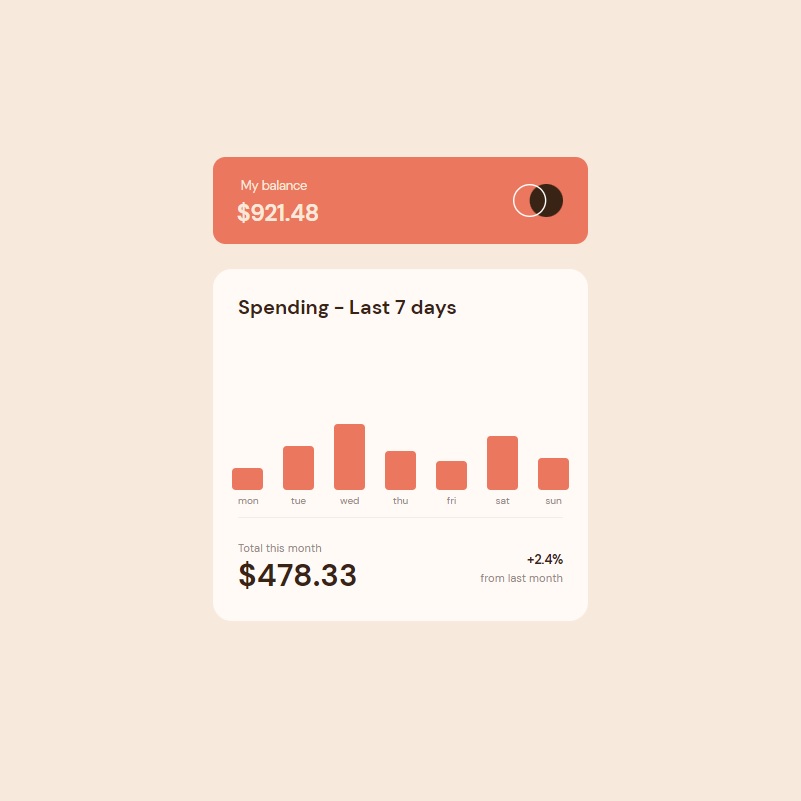 My balance
$921.48
Spending - Last 7 days
mon tue wed thu fri sat sun
Total this month
$478.33
+2.4%
from last month